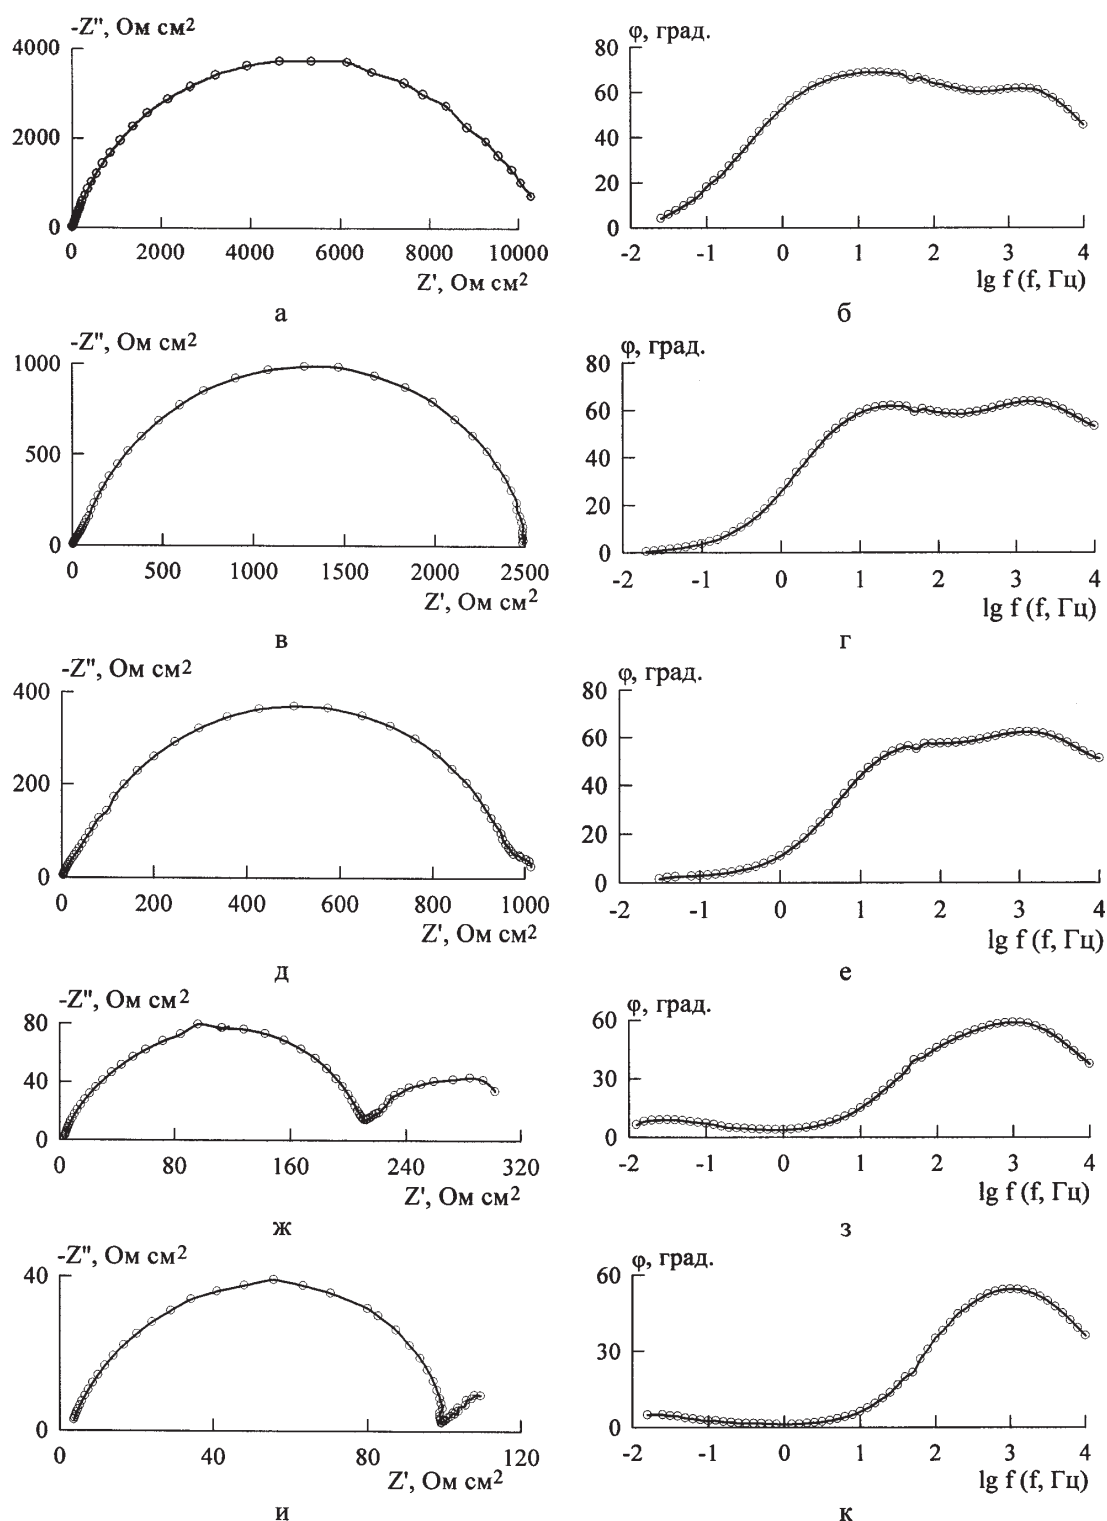 -Z", Ом см2
4000
2000
0
0 2000 4000 6000 8000 10000
Z', Ом см2
а
φ, град.
80
60
40
20
0
-2 -1 0 1 2 3 4
lg f (f, Гц)
б
-Z", Ом см2
1000
500
0
0 500 1000 1500 2000 2500
Z', Ом см2
в
φ, град.
80
60
40
20
0
-2 -1 0 1 2 3 4
lg f (f, Гц)
г
-Z", Ом см2
400
200
0
0 200 400 600 800 1000
Z', Ом см2
д
φ, град.
80
60
40
20
0
-2 -1 0 1 2 3 4
lg f (f, Гц)
е
-Z", Ом см2
80
40
0
0 80 160 240 320
Z', Ом см2
ж
φ, град.
60
30
0
-2 -1 0 1 2 3 4
lg f (f, Гц)
з
-Z", Ом см2
40
0
0 40 80 120
Z', Ом см2
и
φ, град.
60
30
0
-2 -1 0 1 2 3 4
lg f (f, Гц)
к